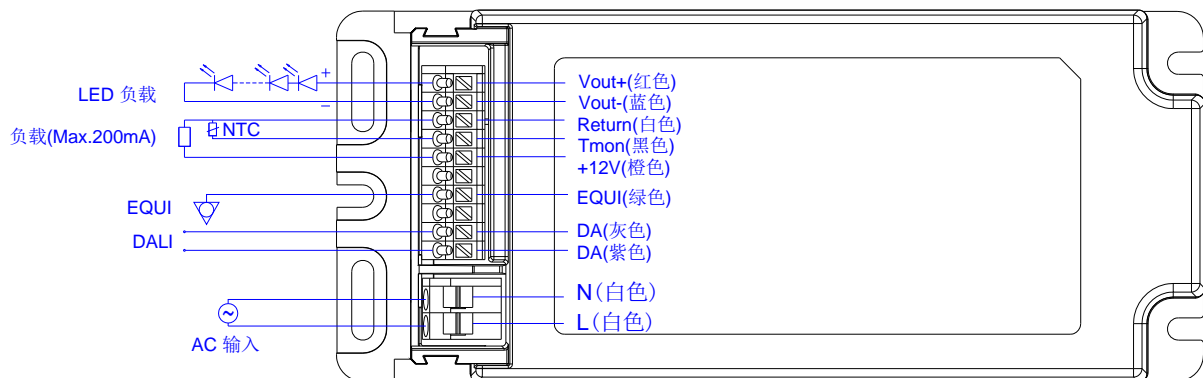 LED 负载
+
−
负载(Max.200mA)
NTC
EQUI
DALI
~
AC 输入
Vout+(红色)
Vout-(蓝色)
Return(白色)
Tmon(黑色)
+12V(橙色)
EQUI(绿色)
DA(灰色)
DA(紫色)
N(白色)
L(白色)